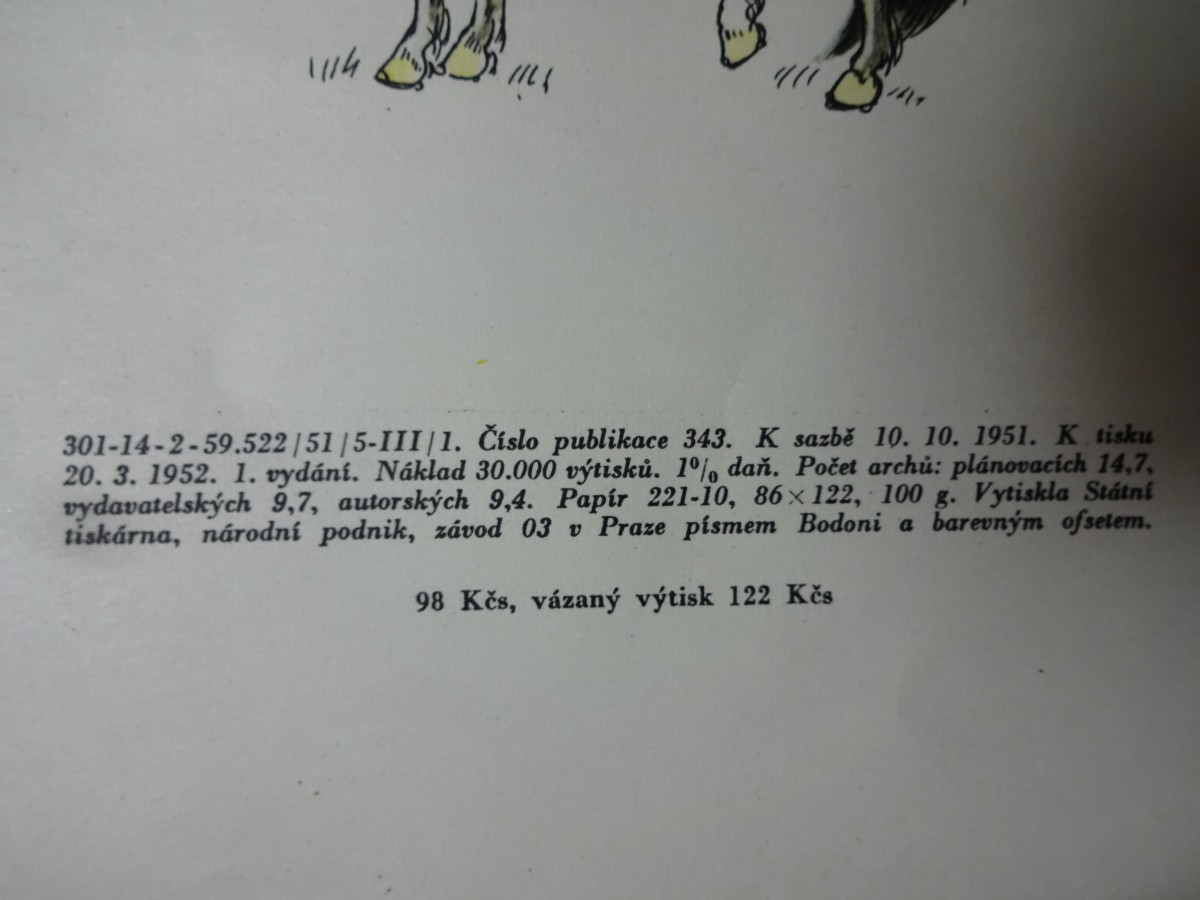 301-14-2-59.522/51/5-III/1. Číslo publikace 343. K sazbě 10. 10. 1951. K tisku
20. 3. 1952. 1. vydání. Náklad 30.000 výtisků. 1% daň. Počet archů: plánovacích 14,7,
vydavatelských 9,7, autorských 9,4. Papír 221-10, 86×122, 100 g. Vytiskla Státní
tiskárna, národní podnik, závod 03 v Praze písmem Bodoni a barevným ofsetem.
98 Kčs, vázaný výtisk 122 Kčs